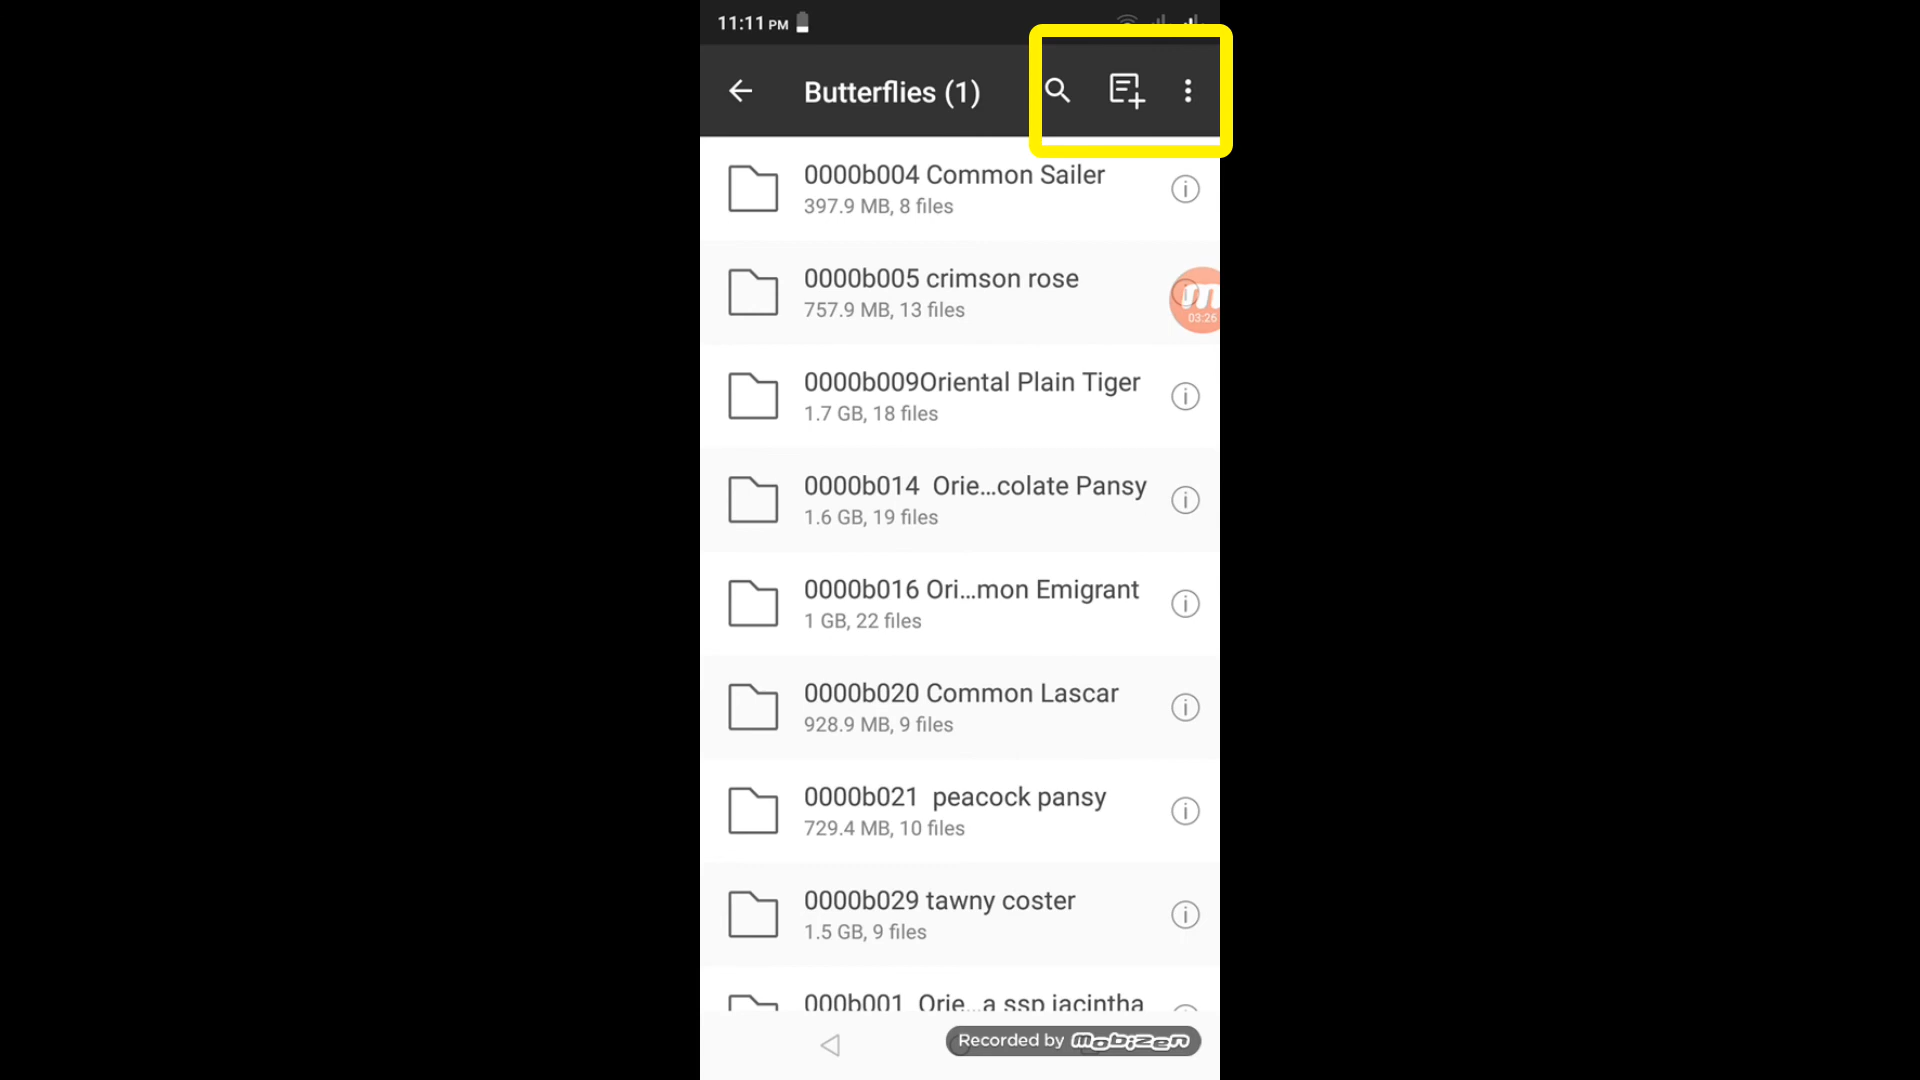 11:11 PM
Butterflies (1)
0000b004 Common Sailer
397.9 MB, 8 files
0000b005 crimson rose
757.9 MB, 13 files
03:26
0000b009Oriental Plain Tiger
1.7 GB, 18 files
0000b014  Orie...colate Pansy
1.6 GB, 19 files
0000b016 Ori...mon Emigrant
1 GB, 22 files
0000b020 Common Lascar
928.9 MB, 9 files
0000b021  peacock pansy
729.4 MB, 10 files
0000b029 tawny coster
1.5 GB, 9 files
000b001  Orie...a ssp jacintha
Recorded by mobizen